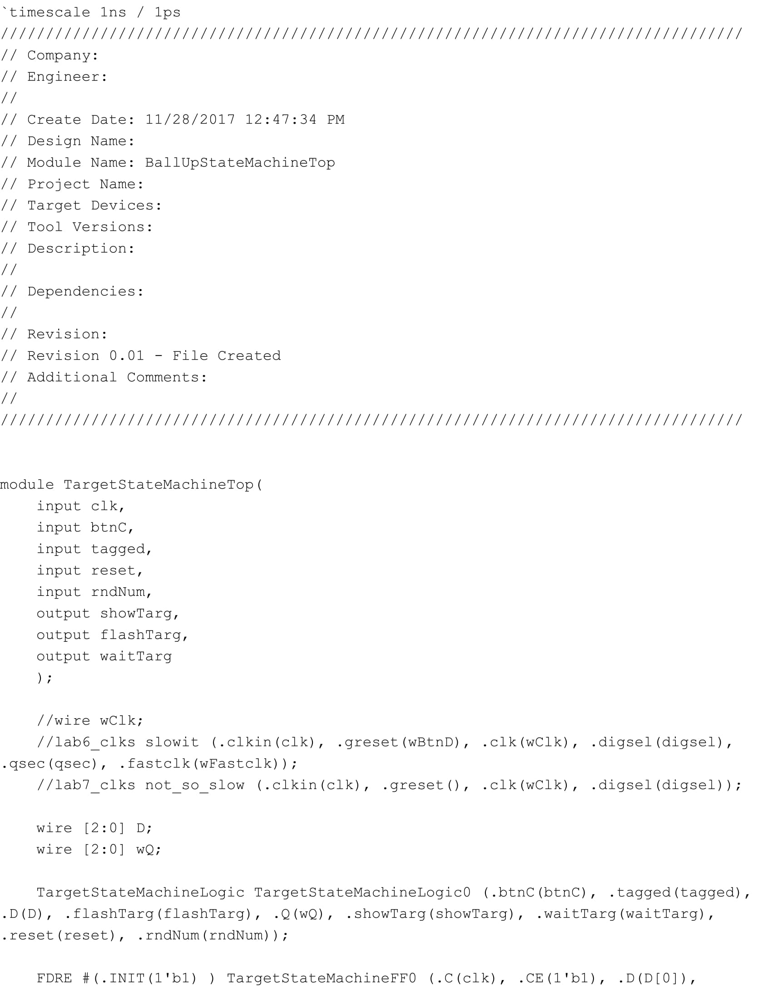 `timescale 1ns / 1ps
//////////////////////////////////////////////////////////////////////////////////
// Company:
// Engineer:
//
// Create Date: 11/28/2017 12:47:34 PM
// Design Name:
// Module Name: BallUpStateMachineTop
// Project Name:
// Target Devices:
// Tool Versions:
// Description:
//
// Dependencies:
//
// Revision:
// Revision 0.01 - File Created
// Additional Comments:
//
//////////////////////////////////////////////////////////////////////////////////


module TargetStateMachineTop(
    input clk,
    input btnC,
    input tagged,
    input reset,
    input rndNum,
    output showTarg,
    output flashTarg,
    output waitTarg
    );

    //wire wClk;
    //lab6_clks slowit (.clkin(clk), .greset(wBtnD), .clk(wClk), .digsel(digsel),
.qsec(qsec), .fastclk(wFastclk));
    //lab7_clks not_so_slow (.clkin(clk), .greset(), .clk(wClk), .digsel(digsel));

    wire [2:0] D;
    wire [2:0] wQ;

    TargetStateMachineLogic TargetStateMachineLogic0 (.btnC(btnC), .tagged(tagged),
.D(D), .flashTarg(flashTarg), .Q(wQ), .showTarg(showTarg), .waitTarg(waitTarg),
.reset(reset), .rndNum(rndNum));

    FDRE #(.INIT(1'b1) ) TargetStateMachineFF0 (.C(clk), .CE(1'b1), .D(D[0]),